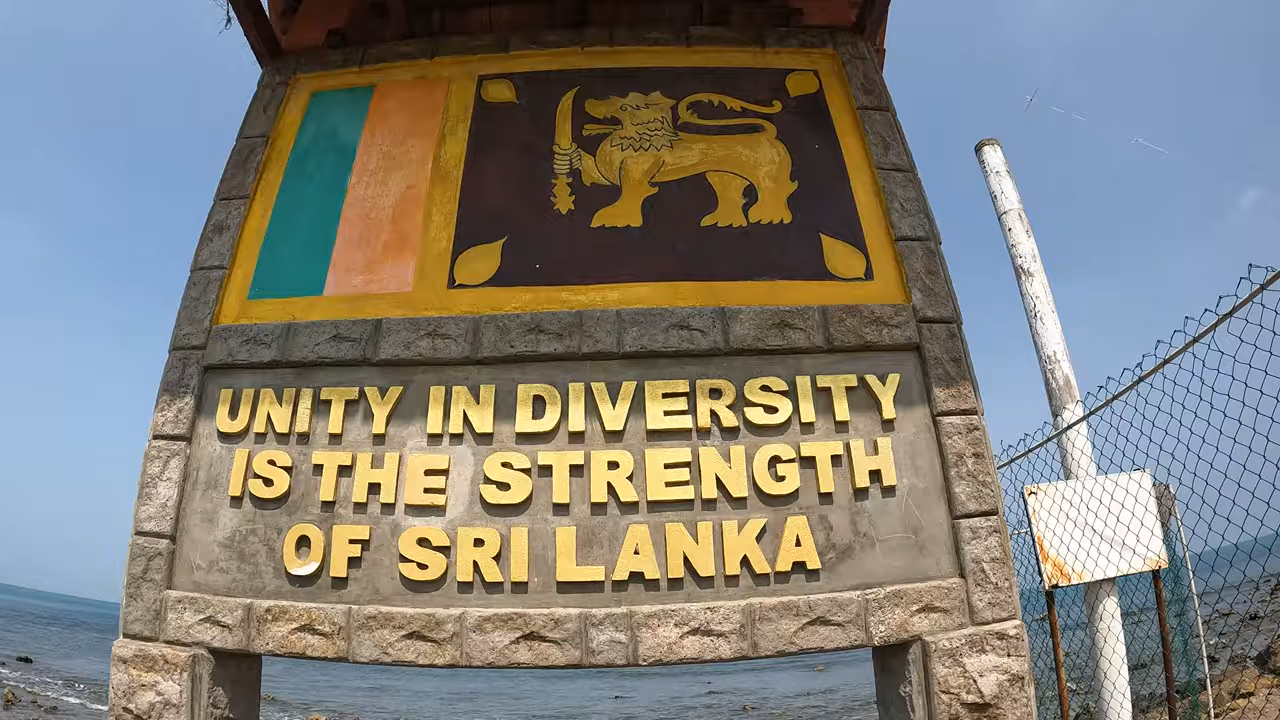 UNITY IN DIVERSITY
IS THE STRENGTH
OF SRI LANKA